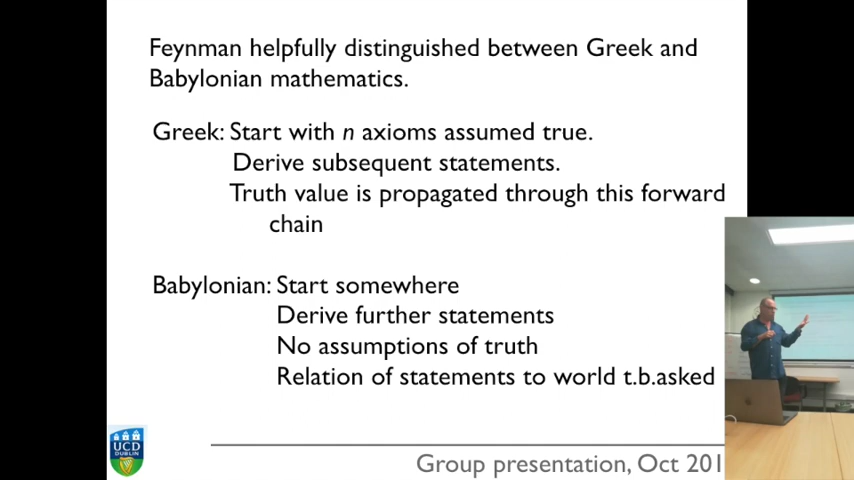 Feynman helpfully distinguished between Greek and
Babylonian mathematics.
Greek: Start with n axioms assumed true.
Derive subsequent statements.
Truth value is propagated through this forward
chain
Babylonian: Start somewhere
Derive further statements
No assumptions of truth
Relation of statements to world t.b.asked
UCD
DUBLIN
Group presentation, Oct 201